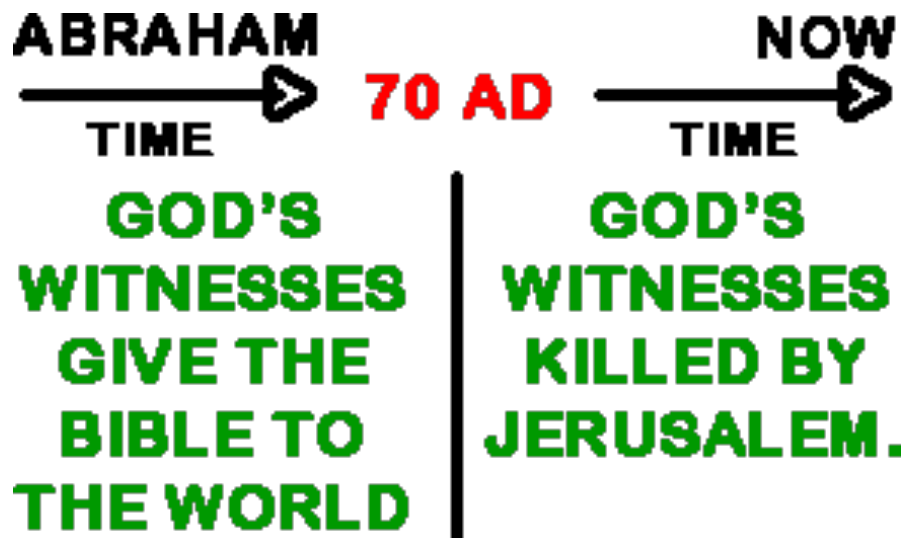 ABRAHAM
NOW
70 AD
TIME
TIME
GOD'S
WITNESSES
GIVE THE
BIBLE TO
THE WORLD
GOD'S
WITNESSES
KILLED BY
JERUSALEM.